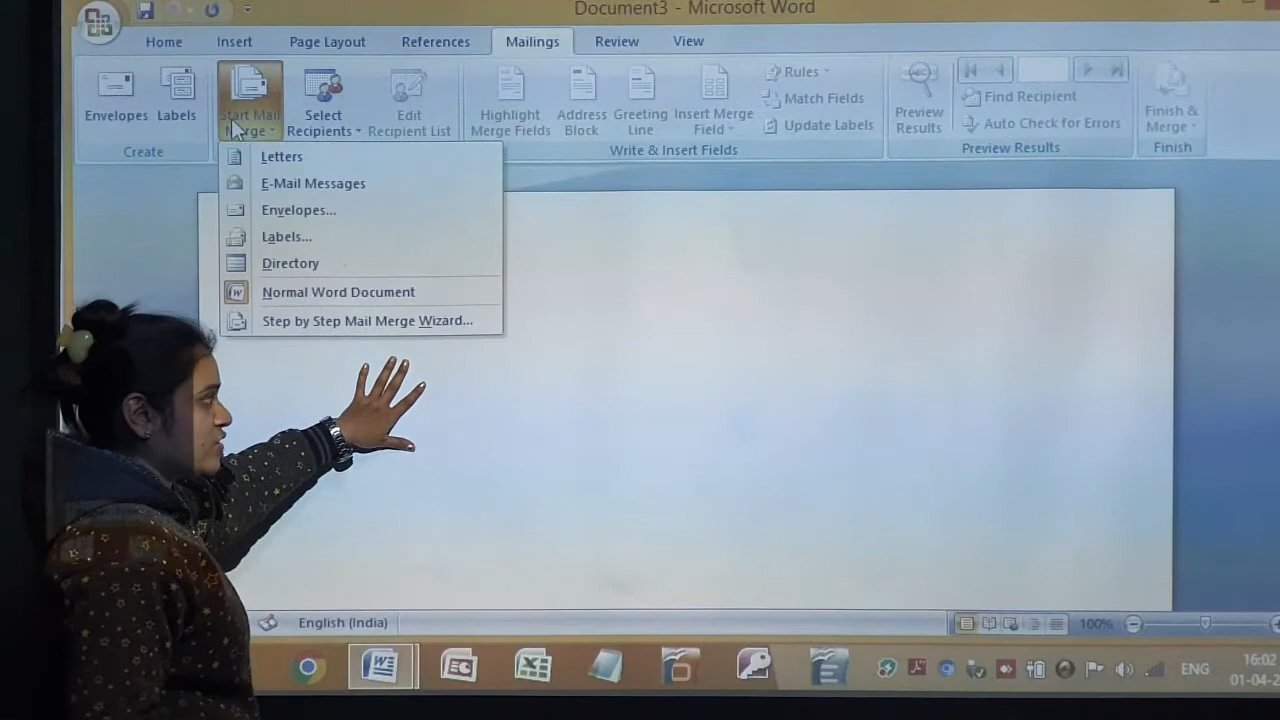 Document3 - Microsoft Word
Home Insert Page Layout References Mailings Review View
Envelopes Labels Start Mail Merge Select Recipients Edit Recipient List Highlight Merge Fields Address Block Greeting Line Insert Merge Field Rules Match Fields Update Labels Preview Results Find Recipient Auto Check for Errors Finish & Merge
Create Write & Insert Fields Preview Results Finish
Letters
E-Mail Messages
Envelopes...
Labels...
Directory
Normal Word Document
Step by Step Mail Merge Wizard...
English (India) 100%
ENG 16:02
01-04-2